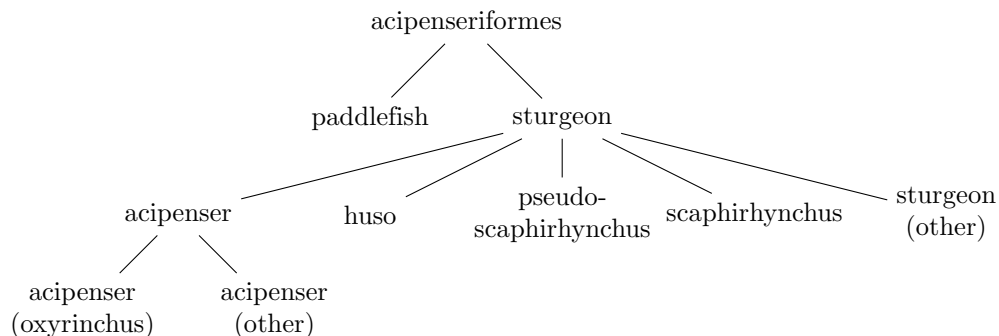 acipenseriformes
paddlefish
sturgeon
acipenser
huso
pseudo-
scaphirhynchus
scaphirhynchus
sturgeon
(other)
acipenser
(oxyrinchus)
acipenser
(other)